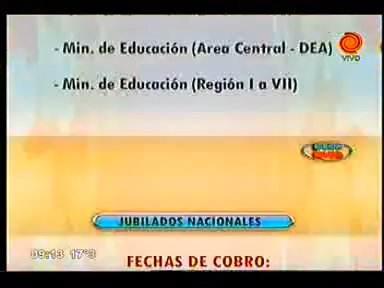 - Min. de Educación (Area Central - DEA)
VIVO
- Min. de Educación (Región I a VII)
JUBILADOS NACIONALES
09:13 17°3
FECHAS DE COBRO: